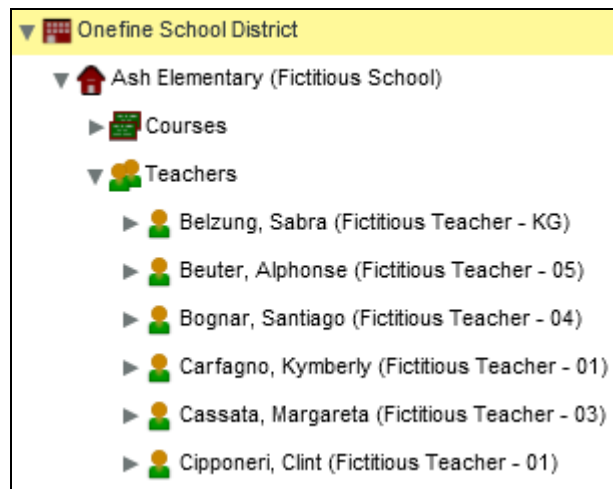 Onefine School District
Ash Elementary (Fictitious School)
Courses
Teachers
Belzung, Sabra (Fictitious Teacher - KG)
Beuter, Alphonse (Fictitious Teacher - 05)
Bognar, Santiago (Fictitious Teacher - 04)
Carfagno, Kymberly (Fictitious Teacher - 01)
Cassata, Margareta (Fictitious Teacher - 03)
Cipponeri, Clint (Fictitious Teacher - 01)